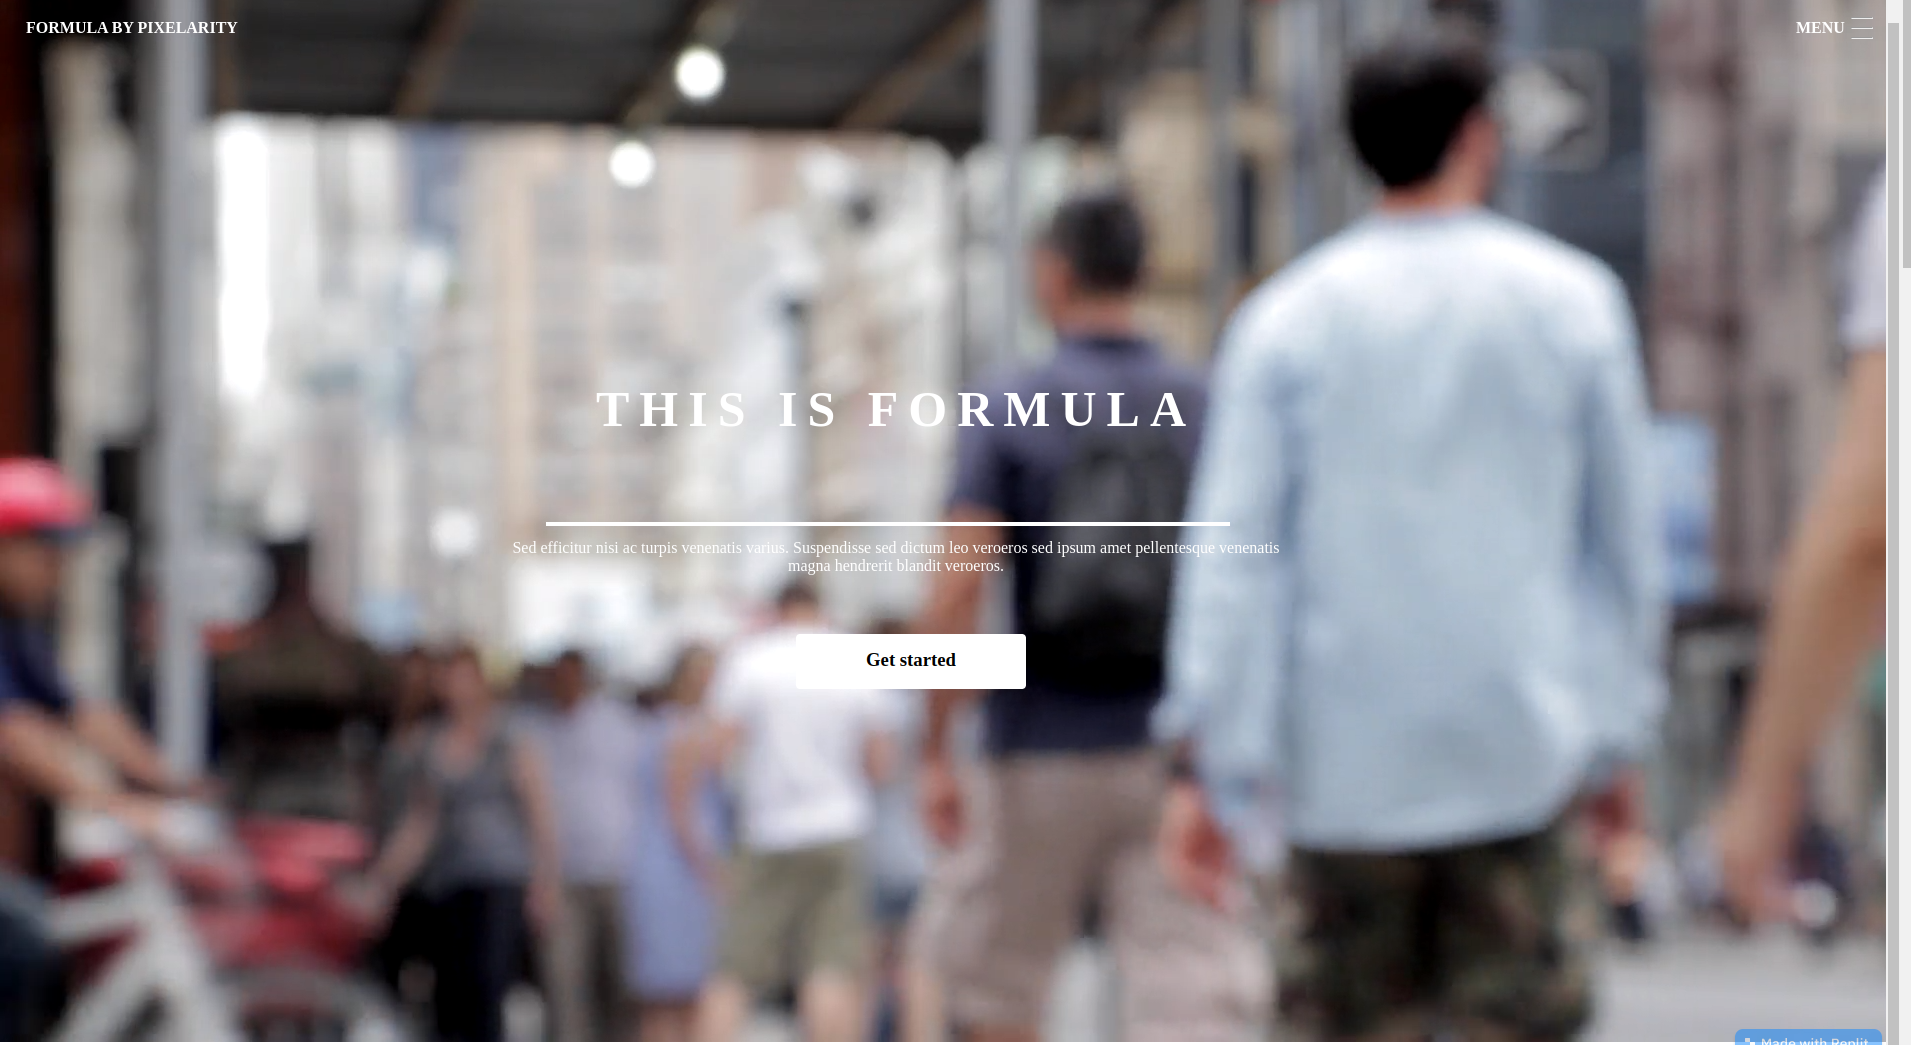 FORMULA BY PIXELARITY
MENU
THIS IS FORMULA
Sed efficitur nisi ac turpis venenatis varius. Suspendisse sed dictum leo veroeros sed ipsum amet pellentesque venenatis
magna hendrerit blandit veroeros.
Get started
Made with Replit